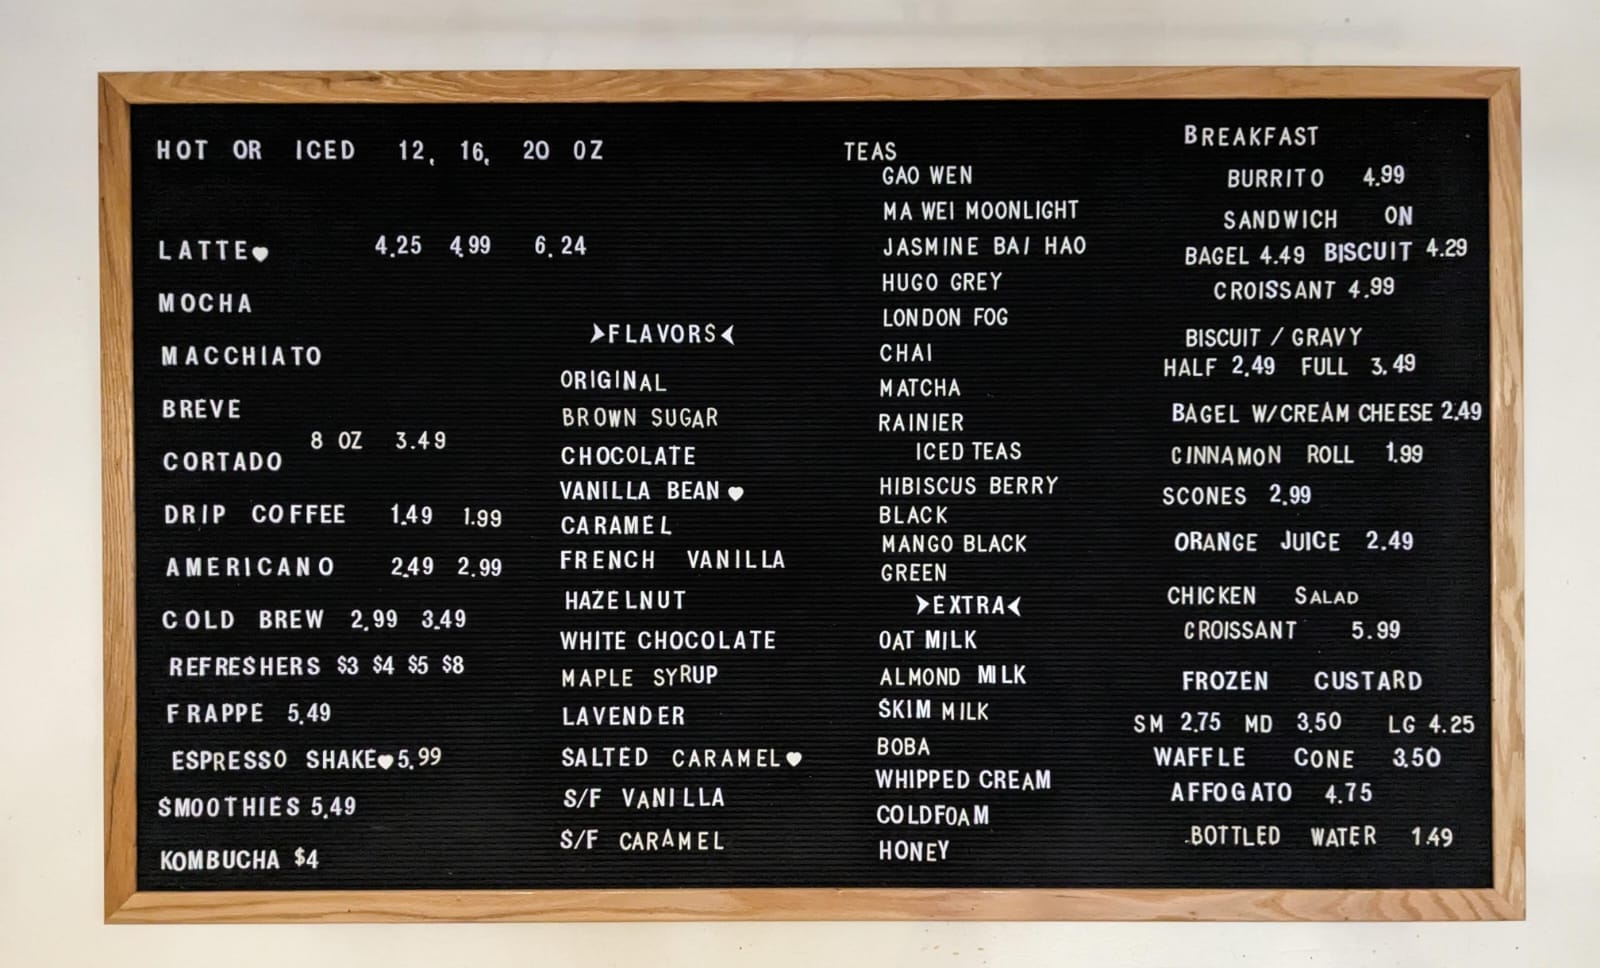 HOT OR ICED 12, 16, 20 OZ
LATTE♥ 4.25 4.99 6.24
MOCHA
MACCHIATO
BREVE
8 OZ 3.49
CORTADO
DRIP COFFEE 1.49 1.99
AMERICANO 2.49 2.99
COLD BREW 2.99 3.49
REFRESHERS $3 $4 $5 $8
FRAPPE 5.49
ESPRESSO SHAKE♥5.99
SMOOTHIES 5.49
KOMBUCHA $4
➤FLAVORS<
ORIGINAL
BROWN SUGAR
CHOCOLATE
VANILLA BEAN♥
CARAMEL
FRENCH VANILLA
HAZELNUT
WHITE CHOCOLATE
MAPLE SYRUP
LAVENDER
SALTED CARAMEL♥
S/F VANILLA
S/F CARAMEL
TEAS
GAO WEN
MA WEI MOONLIGHT
JASMINE BAI HAO
HUGO GREY
LONDON FOG
CHAI
MATCHA
RAINIER
ICED TEAS
HIBISCUS BERRY
BLACK
MANGO BLACK
GREEN
➤EXTRA<
OAT MILK
ALMOND MILK
SKIM MILK
BOBA
WHIPPED CREAM
COLDFOAM
HONEY
BREAKFAST
BURRITO 4.99
SANDWICH ON
BAGEL 4.49 BISCUIT 4.29
CROISSANT 4.99
BISCUIT / GRAVY
HALF 2.49 FULL 3.49
BAGEL W/CREAM CHEESE 2.49
CINNAMON ROLL 1.99
SCONES 2.99
ORANGE JUICE 2.49
CHICKEN SALAD
CROISSANT 5.99
FROZEN CUSTARD
SM 2.75 MD 3.50 LG 4.25
WAFFLE CONE 3.50
AFFOGATO 4.75
BOTTLED WATER 1.49